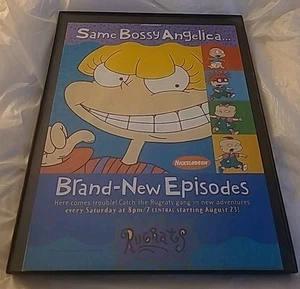 Same Bossy Angelica...
NICKELODEON
Brand-New Episodes
Here comes trouble! Catch the Rugrats gang in new adventures
every Saturday at 8pm/7 CENTRAL starting August 23!
RUGRATS